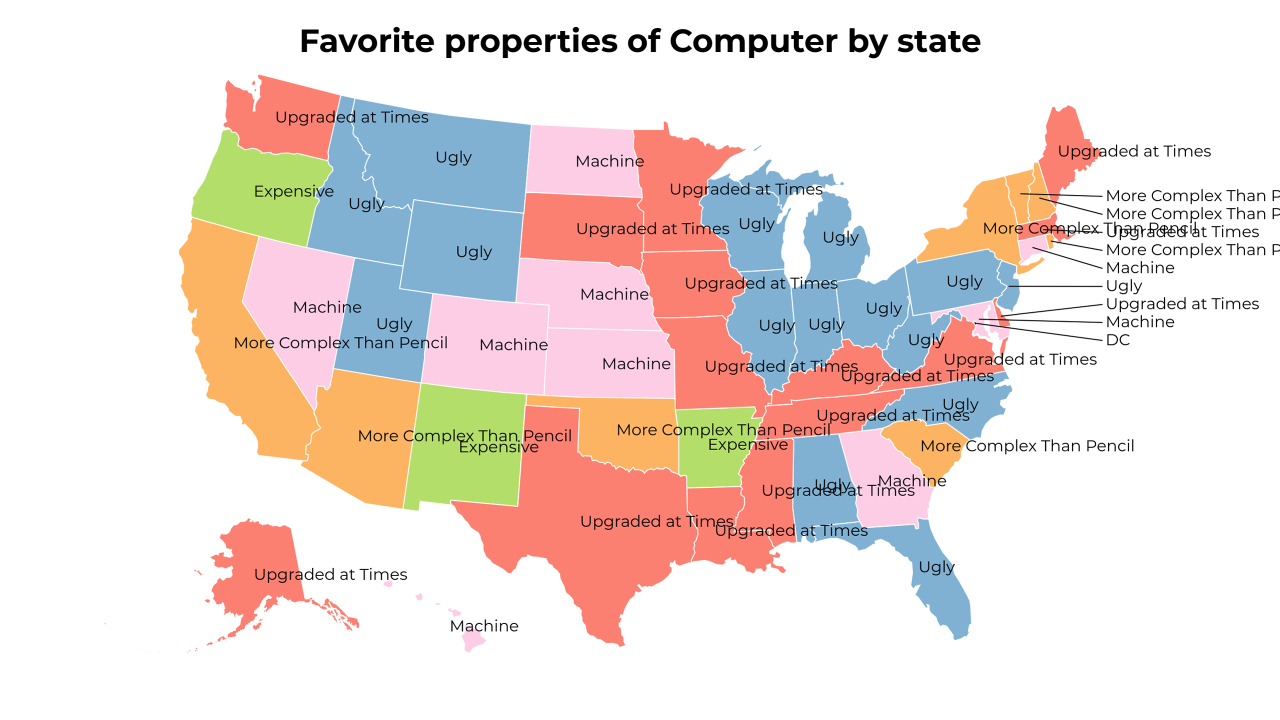 Favorite properties of Computer by state
Upgraded at Times
Ugly
Machine
Upgraded at Times
Upgraded at Times
Expensive
Ugly
More Complex Than P
More Complex Than P
Ugly
Upgraded at Times
More Complex Than Pencil
Upgraded at Times
Ugly
Ugly
More Complex Than P
Ugly
Machine
Machine
Upgraded at Times
Ugly
Ugly
Machine
Upgraded at Times
Machine
Ugly
Ugly
Ugly
Ugly
Machine
DC
More Complex Than Pencil
Machine
Ugly
Upgraded at Times
Machine
Upgraded at Times
Upgraded at Times
Ugly
Upgraded at Times
More Complex Than Pencil
More Complex Than Pencil
Expensive
Expensive
More Complex Than Pencil
Machine
Ugly
Upgraded at Times
Upgraded at Times
Upgraded at Times
Ugly
Upgraded at Times
Machine